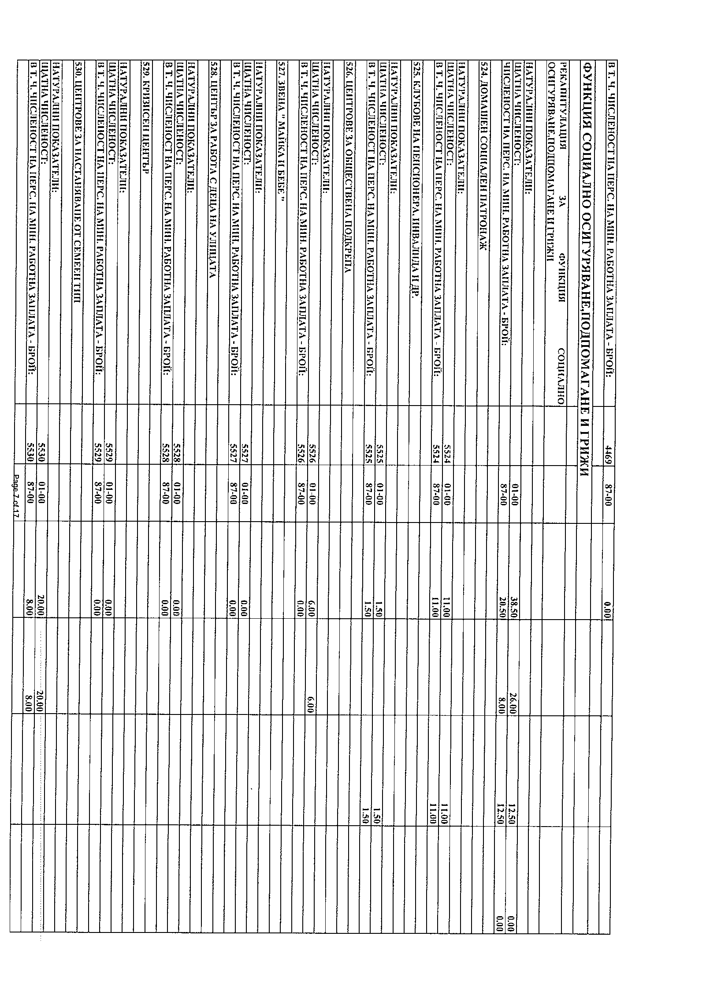 В Т. Ч. ЧИСЛЕНОСТ НА ПЕРС. НА МИН. РАБОТНА ЗАПЛАТА - БРОЙ: 4469 87-00 0.00
ФУНКЦИЯ СОЦИАЛНО ОСИГУРЯВАНЕ,ПОДПОМАГАНЕ И ГРИЖИ
РЕКАПИТУЛАЦИЯ ЗА ФУНКЦИЯ СОЦИАЛНО
ОСИГУРЯВАНЕ,ПОДПОМАГАНЕ И ГРИЖИ
НАТУРАЛНИ ПОКАЗАТЕЛИ:
ЩАТНА ЧИСЛЕНОСТ: 01-00 38.50 26.00 12.50 0.00
ЧИСЛЕНОСТ НА ПЕРС. НА МИН. РАБОТНА ЗАПЛАТА - БРОЙ: 87-00 20.50 8.00 12.50 0.00
524. ДОМАШЕН СОЦИАЛЕН ПАТРОНАЖ
НАТУРАЛНИ ПОКАЗАТЕЛИ:
ЩАТНА ЧИСЛЕНОСТ: 5524 01-00 11.00 11.00
В Т. Ч. ЧИСЛЕНОСТ НА ПЕРС. НА МИН. РАБОТНА ЗАПЛАТА - БРОЙ: 5524 87-00 11.00 11.00
525. КЛУБОВЕ НА ПЕНСИОНЕРА, ИНВАЛИДА И ДР.
НАТУРАЛНИ ПОКАЗАТЕЛИ:
ЩАТНА ЧИСЛЕНОСТ: 5525 01-00 1.50 1.50
В Т. Ч. ЧИСЛЕНОСТ НА ПЕРС. НА МИН. РАБОТНА ЗАПЛАТА - БРОЙ: 5525 87-00 1.50 1.50
526. ЦЕНТРОВЕ ЗА ОБЩЕСТВЕНА ПОДКРЕПА
НАТУРАЛНИ ПОКАЗАТЕЛИ:
ЩАТНА ЧИСЛЕНОСТ: 5526 01-00 6.00 6.00
В Т. Ч. ЧИСЛЕНОСТ НА ПЕРС. НА МИН. РАБОТНА ЗАПЛАТА - БРОЙ: 5526 87-00 0.00
527. ЗВЕНА " МАЙКА И БЕБЕ "
НАТУРАЛНИ ПОКАЗАТЕЛИ:
ЩАТНА ЧИСЛЕНОСТ: 5527 01-00 0.00
В Т. Ч. ЧИСЛЕНОСТ НА ПЕРС. НА МИН. РАБОТНА ЗАПЛАТА - БРОЙ: 5527 87-00 0.00
528. ЦЕНТЪР ЗА РАБОТА С ДЕЦА НА УЛИЦАТА
НАТУРАЛНИ ПОКАЗАТЕЛИ:
ЩАТНА ЧИСЛЕНОСТ: 5528 01-00 0.00
В Т. Ч. ЧИСЛЕНОСТ НА ПЕРС. НА МИН. РАБОТНА ЗАПЛАТА - БРОЙ: 5528 87-00 0.00
529. КРИЗИСЕН ЦЕНТЪР
НАТУРАЛНИ ПОКАЗАТЕЛИ:
ЩАТНА ЧИСЛЕНОСТ: 5529 01-00 0.00
В Т. Ч. ЧИСЛЕНОСТ НА ПЕРС. НА МИН. РАБОТНА ЗАПЛАТА - БРОЙ: 5529 87-00 0.00
530. ЦЕНТРОВЕ ЗА НАСТАНЯВАНЕ ОТ СЕМЕЕН ТИП
НАТУРАЛНИ ПОКАЗАТЕЛИ:
ЩАТНА ЧИСЛЕНОСТ: 5530 01-00 20.00 20.00
В Т. Ч. ЧИСЛЕНОСТ НА ПЕРС. НА МИН. РАБОТНА ЗАПЛАТА - БРОЙ: 5530 87-00 8.00 8.00
Page 7 of 17